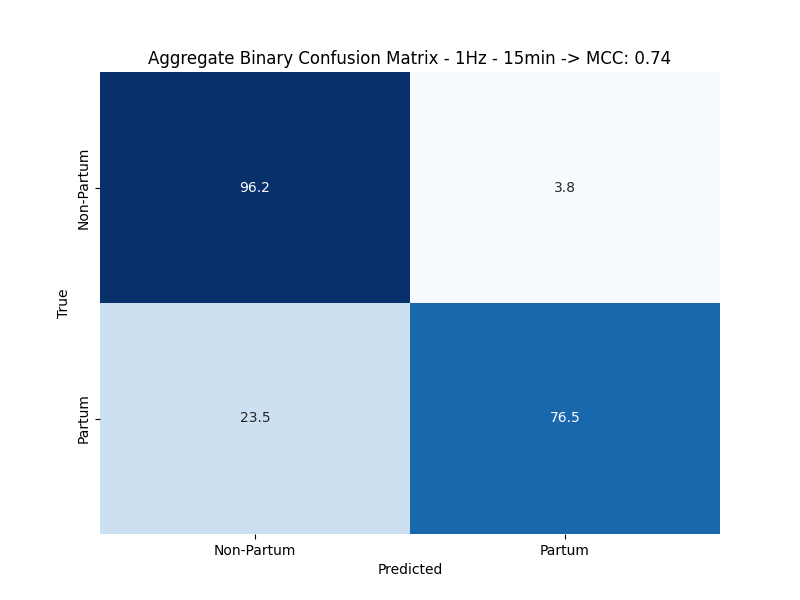 Aggregate Binary Confusion Matrix - 1Hz - 15min -> MCC: 0.74
True
Non-Partum
96.2
3.8
Partum
23.5
76.5
Non-Partum
Partum
Predicted